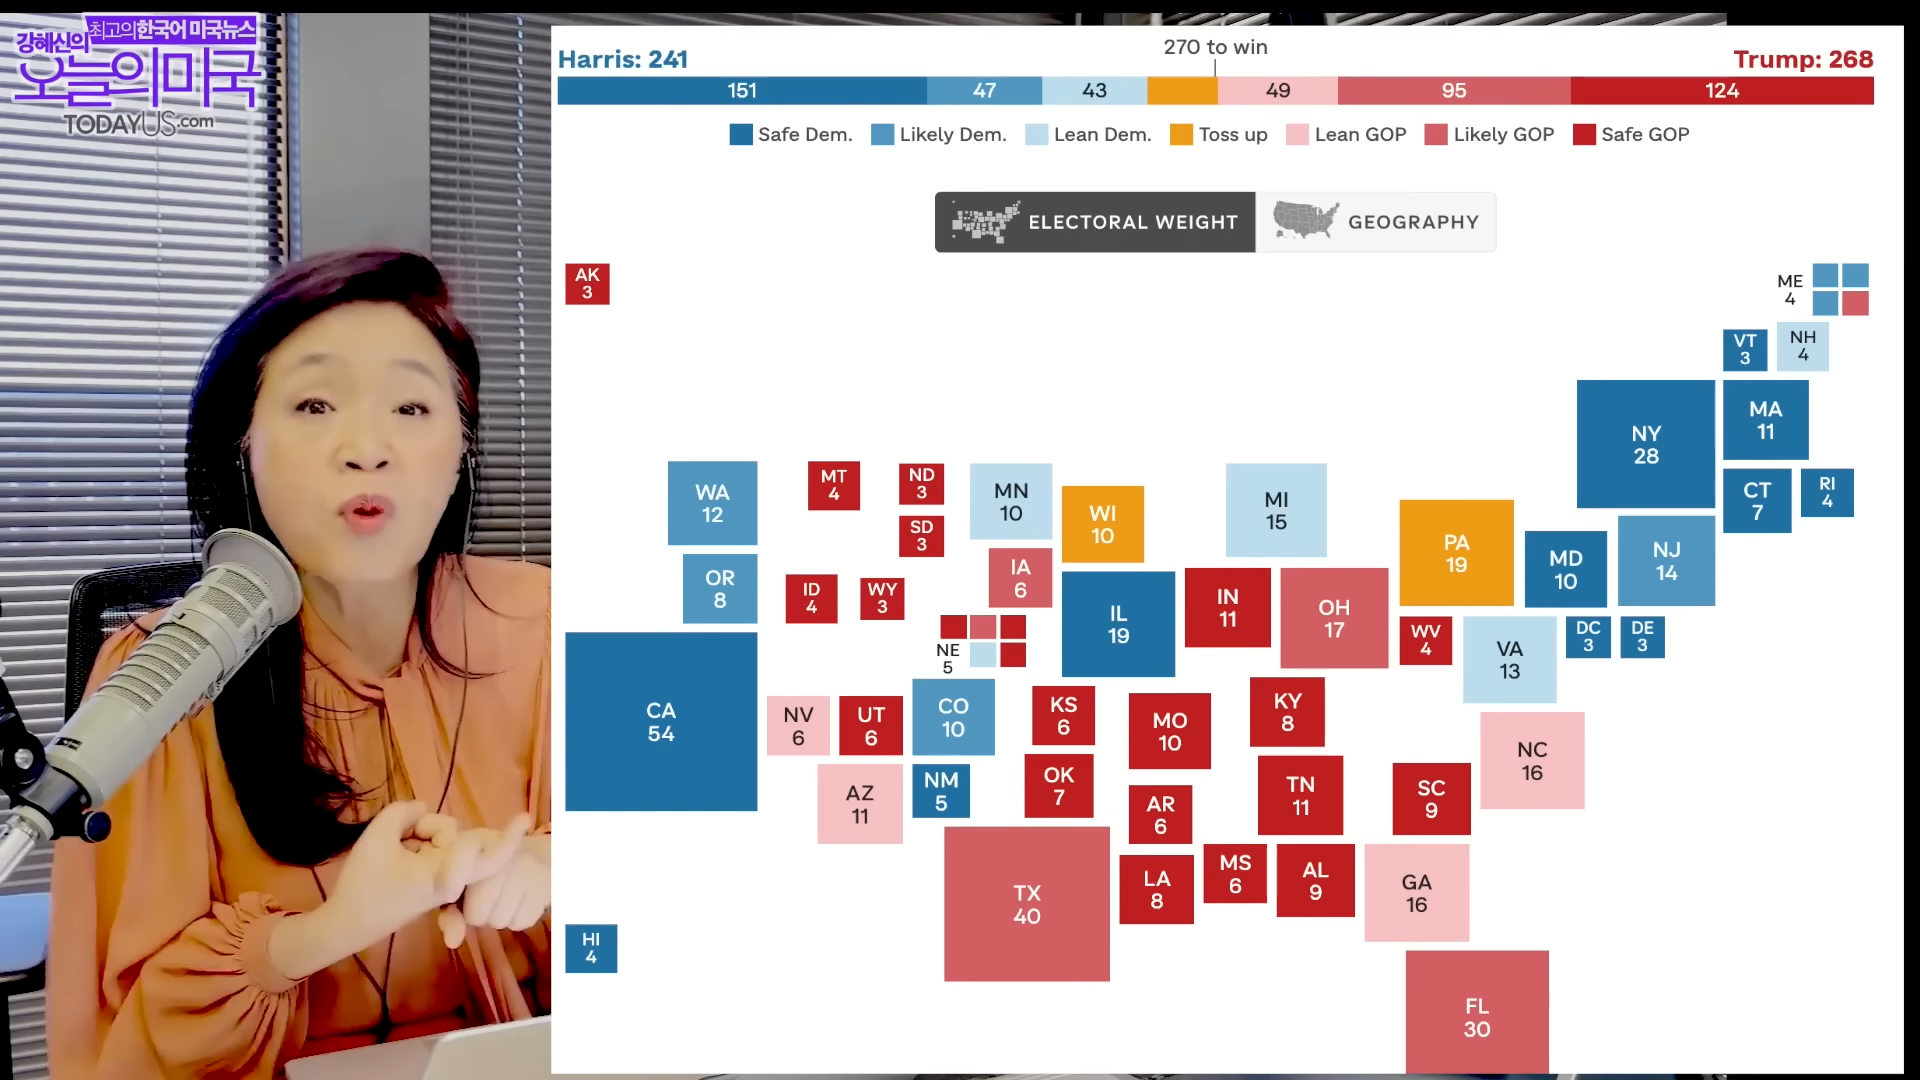 최고의한국어 미국뉴스
강혜신의
오늘의미국
TODAYUS.com
270 to win
Harris: 241
Trump: 268
151
47
43
49
95
124
Safe Dem.
Likely Dem.
Lean Dem.
Toss up
Lean GOP
Likely GOP
Safe GOP
ELECTORAL WEIGHT
GEOGRAPHY
AK
3
ME
4
VT
3
NH
4
NY
28
MA
11
CT
7
RI
4
WA
12
MT
4
ND
3
SD
3
MN
10
WI
10
MI
15
PA
19
MD
10
NJ
14
OR
8
ID
4
WY
3
IA
6
IL
19
IN
11
OH
17
WV
4
VA
13
DC
3
DE
3
NE
5
CA
54
NV
6
UT
6
CO
10
KS
6
MO
10
KY
8
NC
16
AZ
11
NM
5
OK
7
AR
6
TN
11
SC
9
TX
40
LA
8
MS
6
AL
9
GA
16
HI
4
FL
30